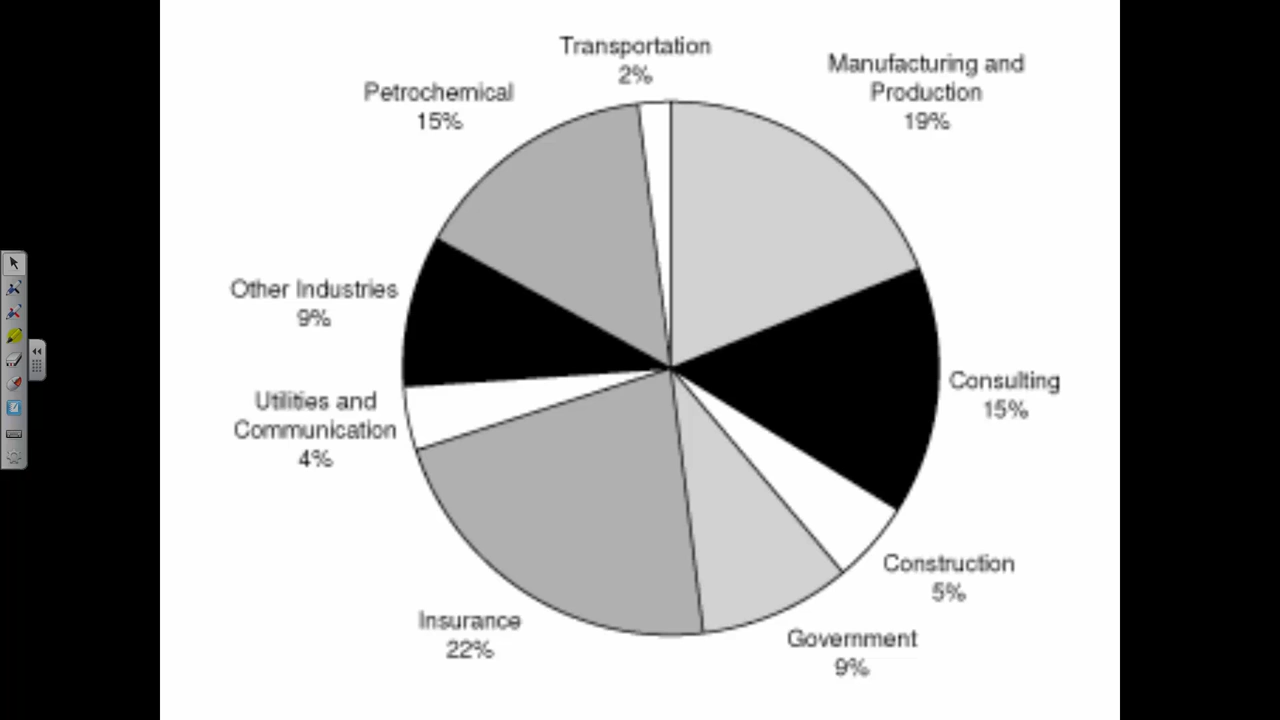 Transportation
2%
Manufacturing and
Production
19%
Petrochemical
15%
Other Industries
9%
Consulting
15%
Utilities and
Communication
4%
Construction
5%
Insurance
22%
Government
9%